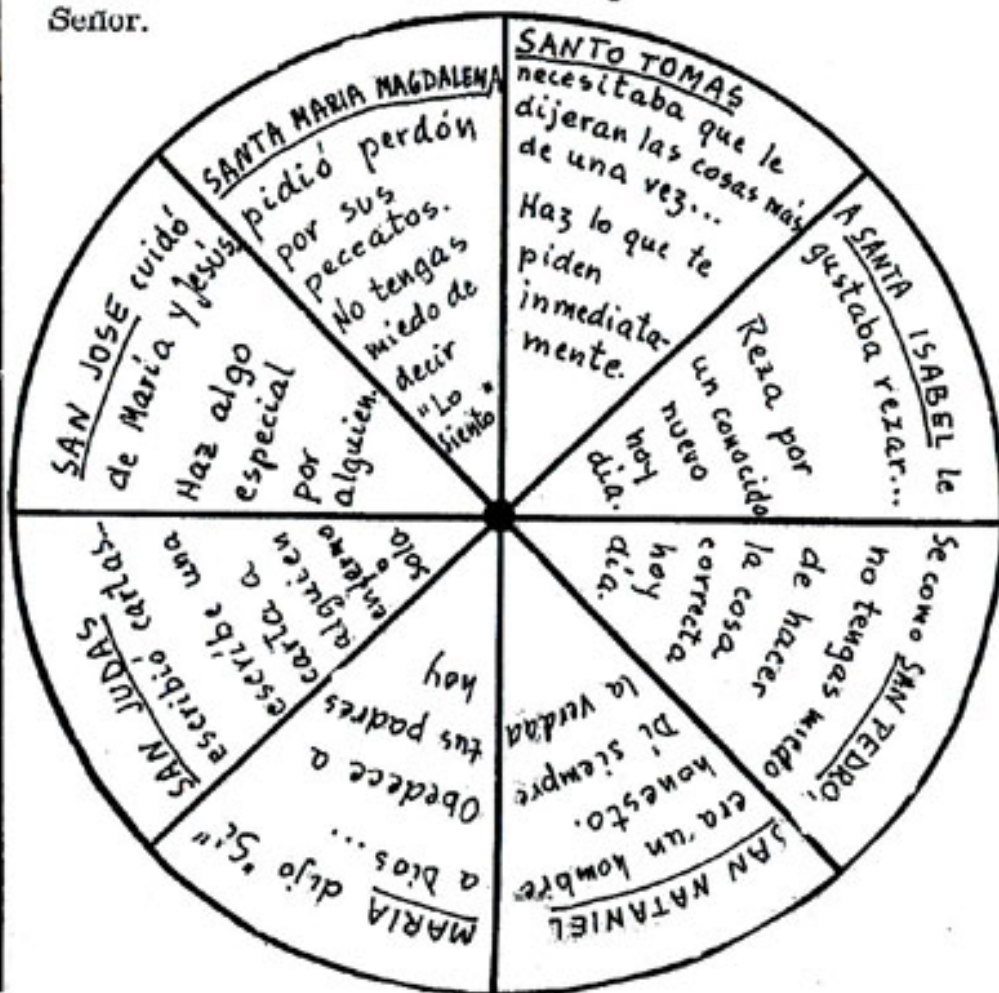 Señor.
SANTO TOMAS
necesitaba que le
dijeran las cosas más
de una vez...
Haz lo que te
piden
inmediata-
mente.
A SANTA ISABEL le
gustaba rezar...
Reza por
un conocido
nuevo
hoy
día.
Se como SAN PEDRO,
no tengas miedo
de hacer
la cosa
correcta
hoy
día.
SAN NATANIEL
era un hombre
honesto.
Di siempre
la verdad
MARIA dijo "Sí"
a Dios...
Obedece a
tus padres
hoy
SAN JUDAS
escribió cartas...
escribe una
carta a
alguien
enfermo
o
solo
SAN JOSE cuidó
de María y Jesús.
Haz algo
especial
por
alguien.
SANTA MARIA MAGDALENA
pidió perdón
por sus
peccatos.
No tengas
miedo de
decir
"Lo
siento"